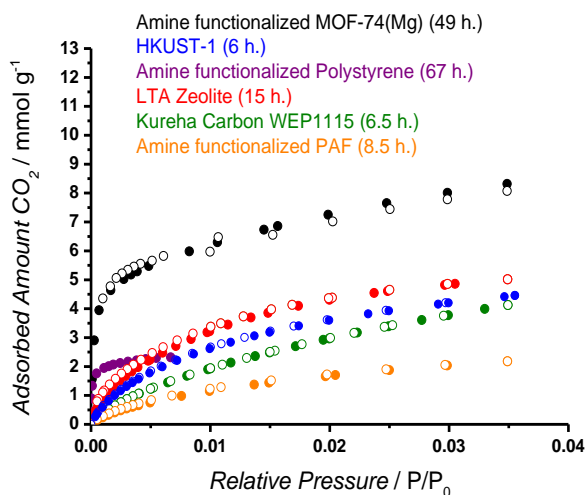 Amine functionalized MOF-74(Mg) (49 h.)
HKUST-1 (6 h.)
Amine functionalized Polystyrene (67 h.)
LTA Zeolite (15 h.)
Kureha Carbon WEP1115 (6.5 h.)
Amine functionalized PAF (8.5 h.)
Adsorbed Amount CO2 / mmol g-1
13
12
11
10
9
8
7
6
5
4
3
2
1
0
0.00 0.01 0.02 0.03 0.04
Relative Pressure / P/P0